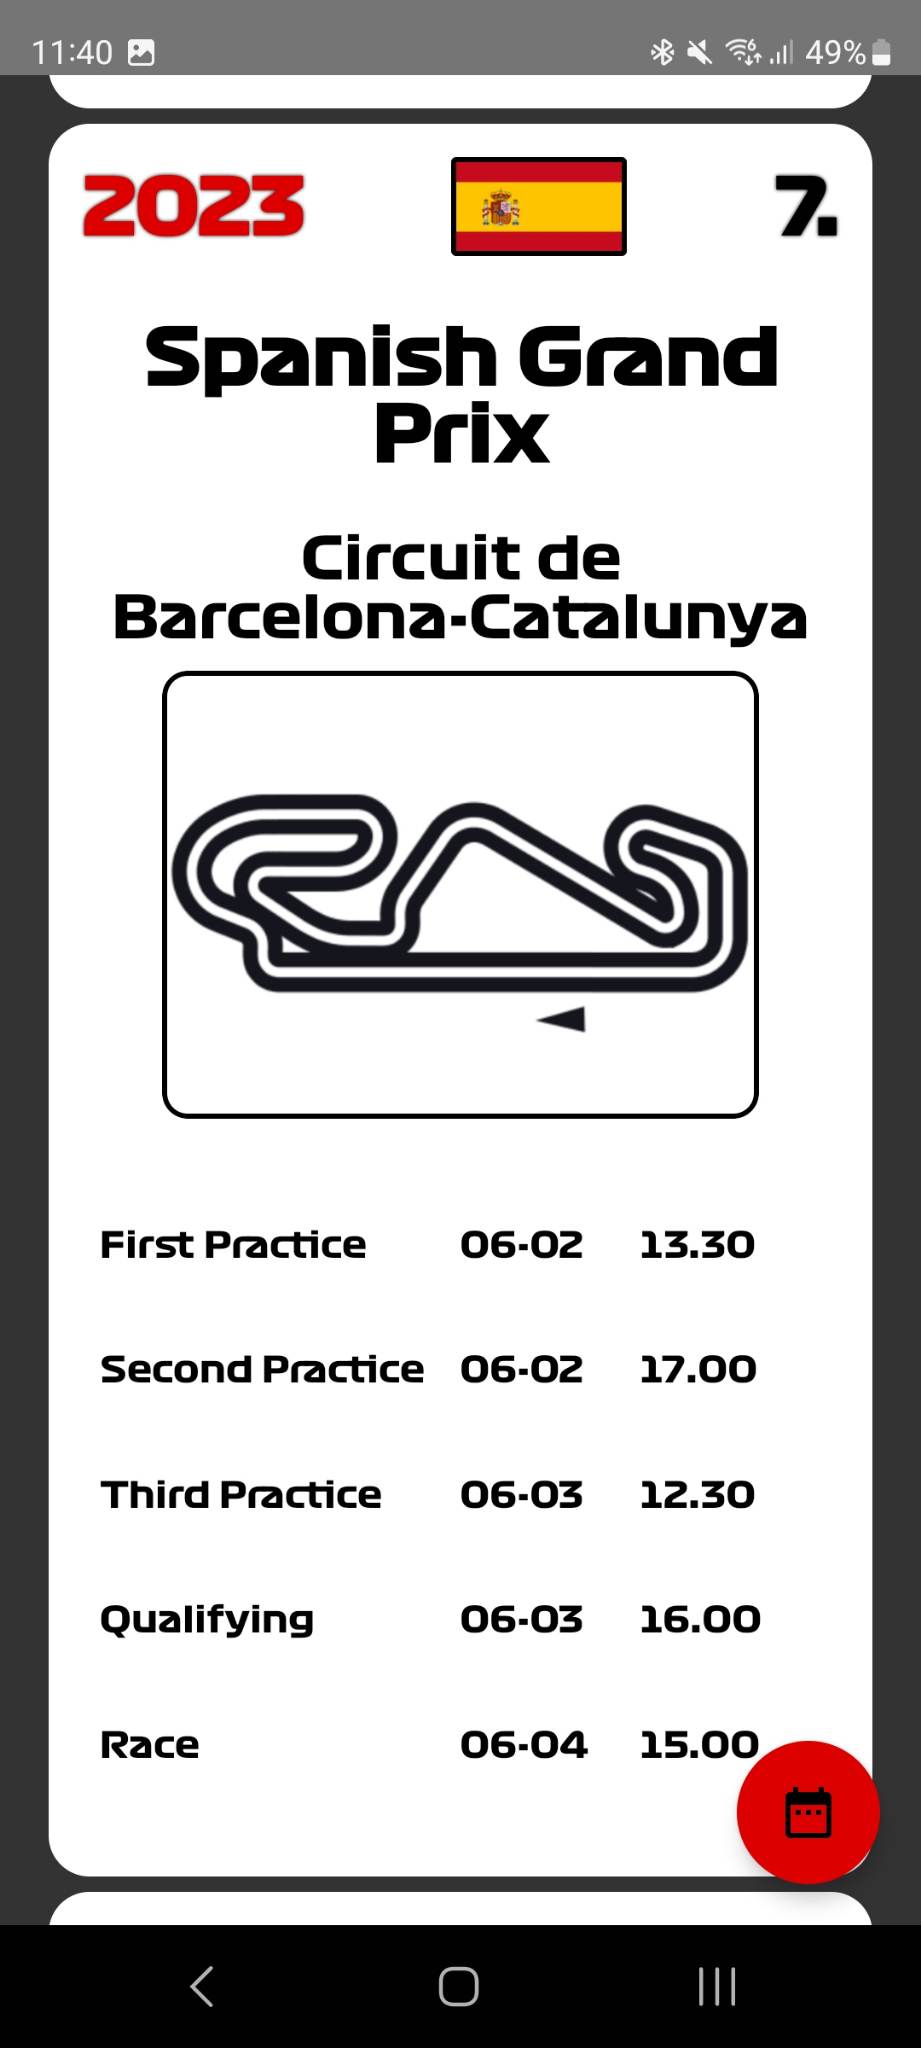 11:40 6 49%
2023 7.
Spanish Grand
Prix
Circuit de
Barcelona-Catalunya
First Practice 06-02 13.30
Second Practice 06-02 17.00
Third Practice 06-03 12.30
Qualifying 06-03 16.00
Race 06-04 15.00